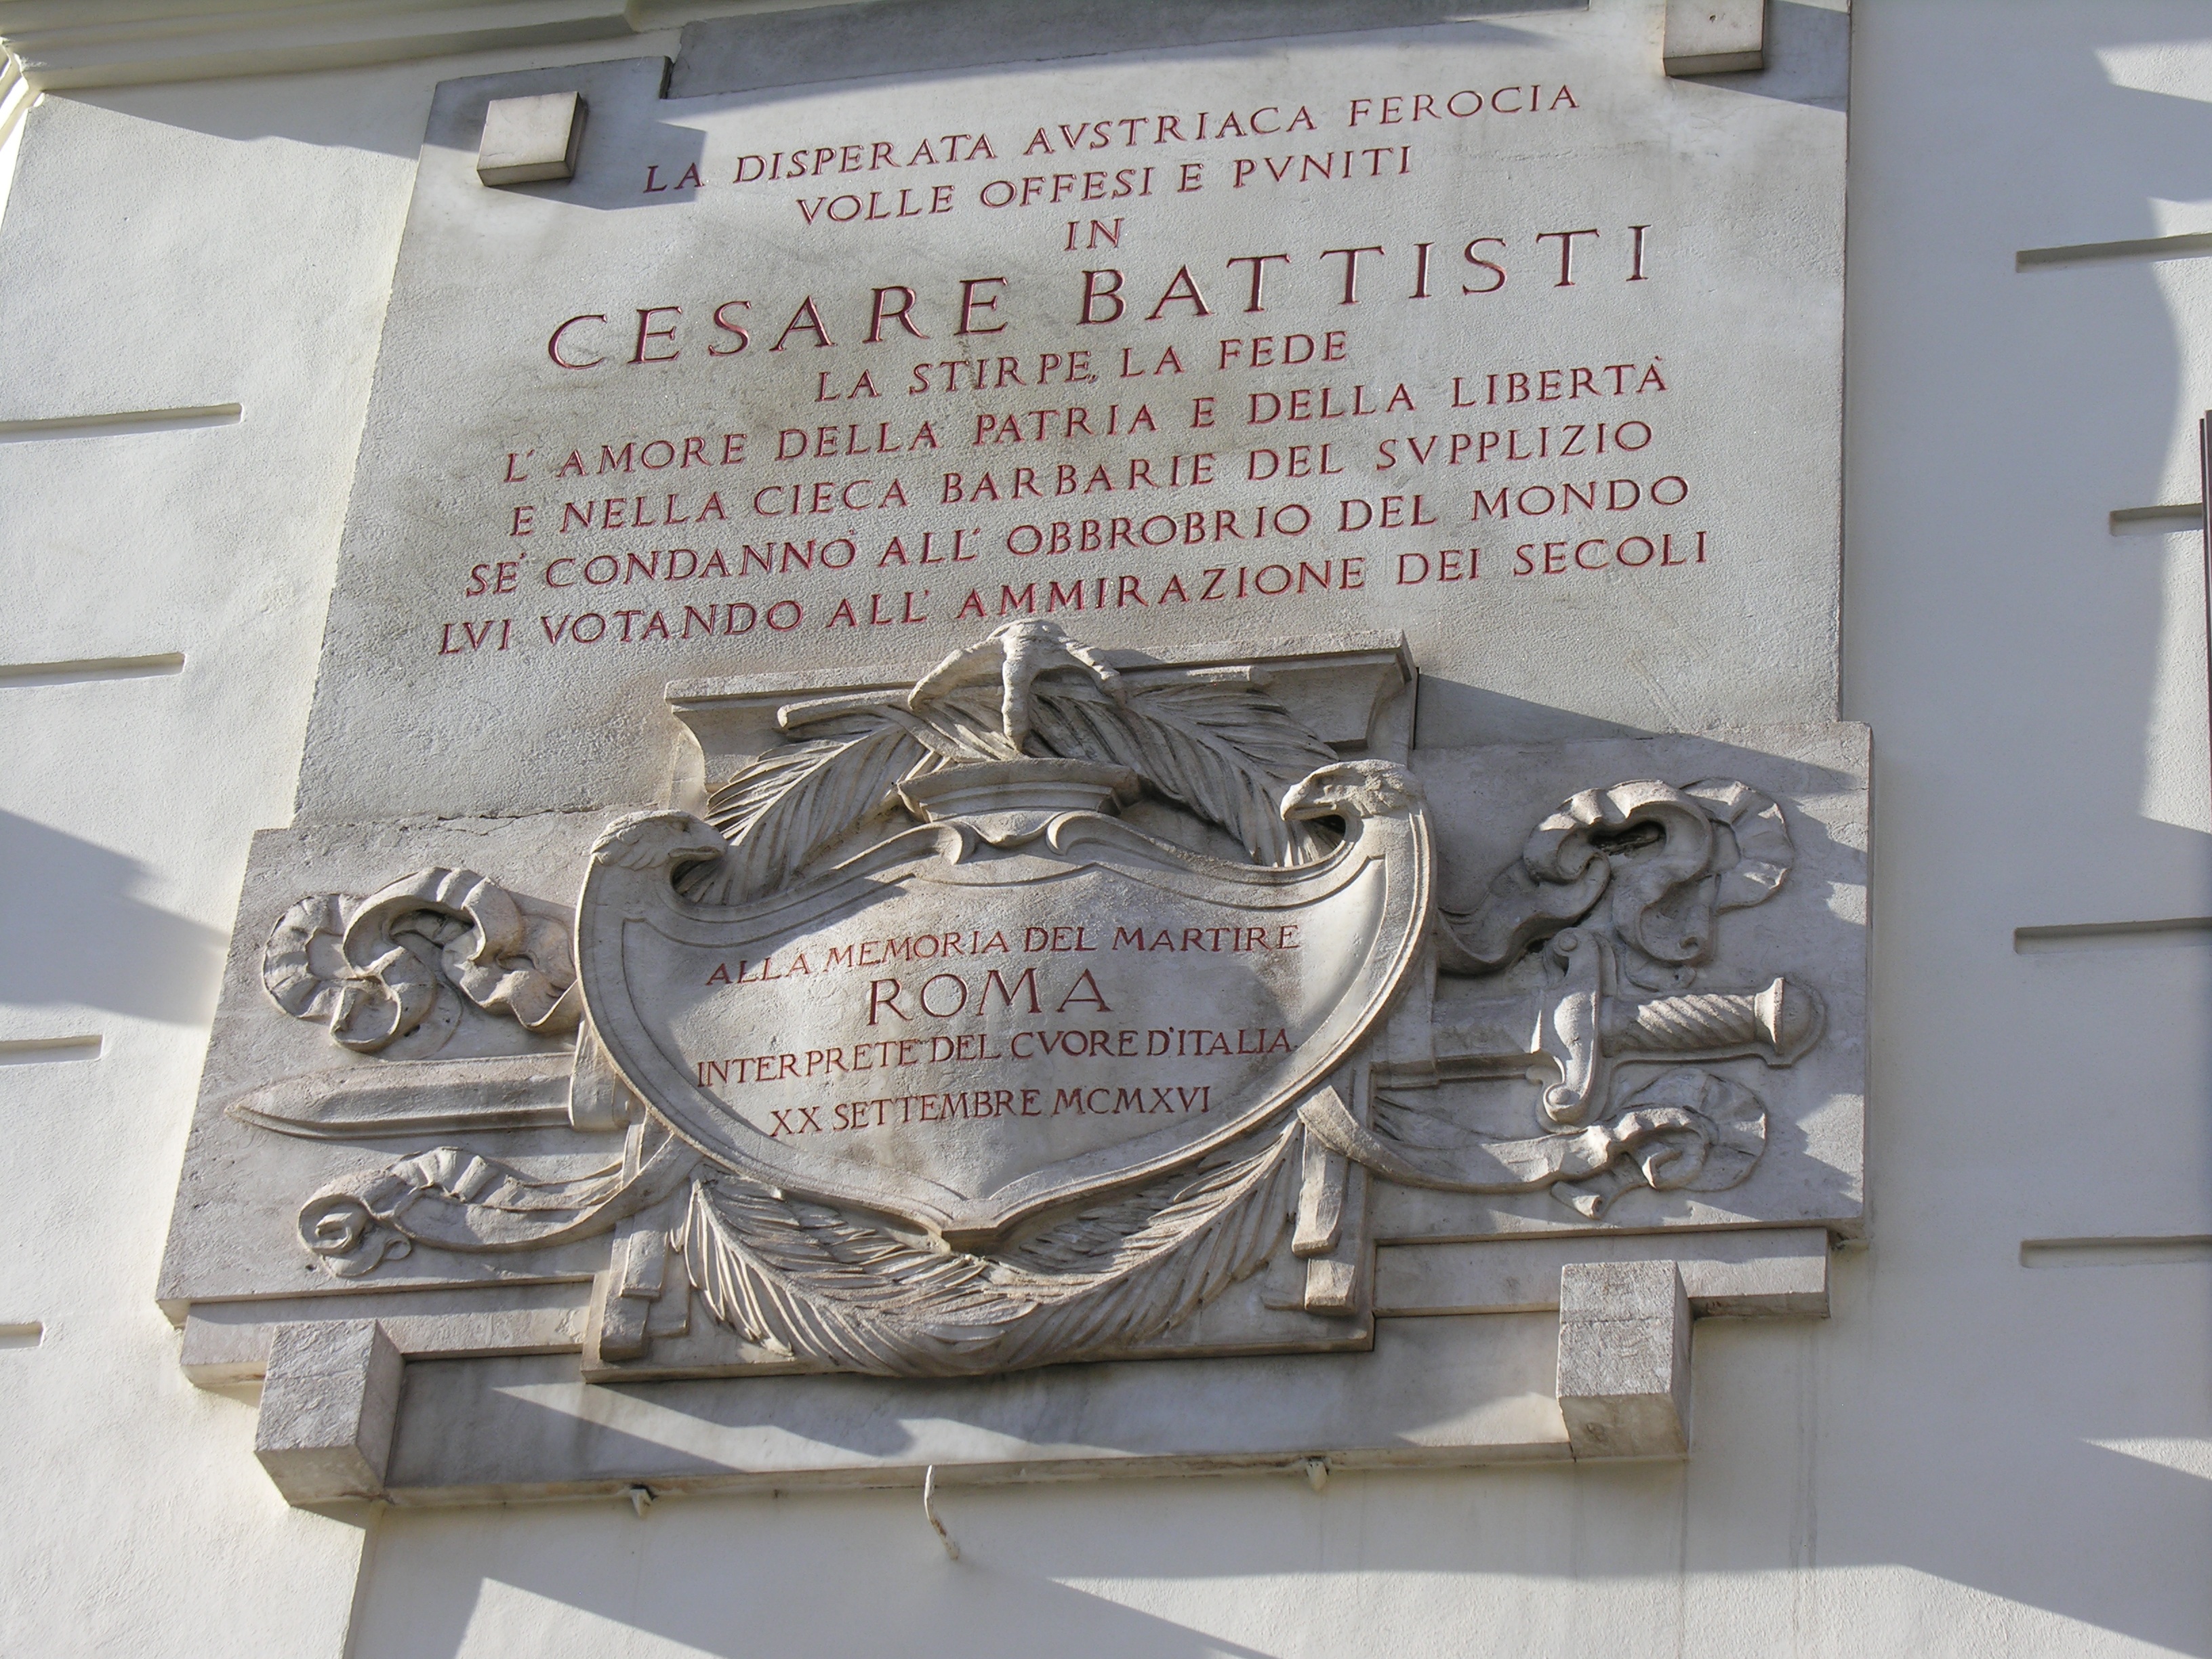 LA DISPERATA AVSTRIACA FEROCIA
VOLLE OFFESI E PVNITI
IN
CESARE BATTISTI
LA STIRPE, LA FEDE
L' AMORE DELLA PATRIA E DELLA LIBERTÀ
E NELLA CIECA BARBARIE DEL SVPPLIZIO
SE' CONDANNO' ALL' OBBROBRIO DEL MONDO
LVI VOTANDO ALL' AMMIRAZIONE DEI SECOLI
ALLA MEMORIA DEL MARTIRE
ROMA
INTERPRETE DEL CVORE D'ITALIA
XX SETTEMBRE MCMXVI